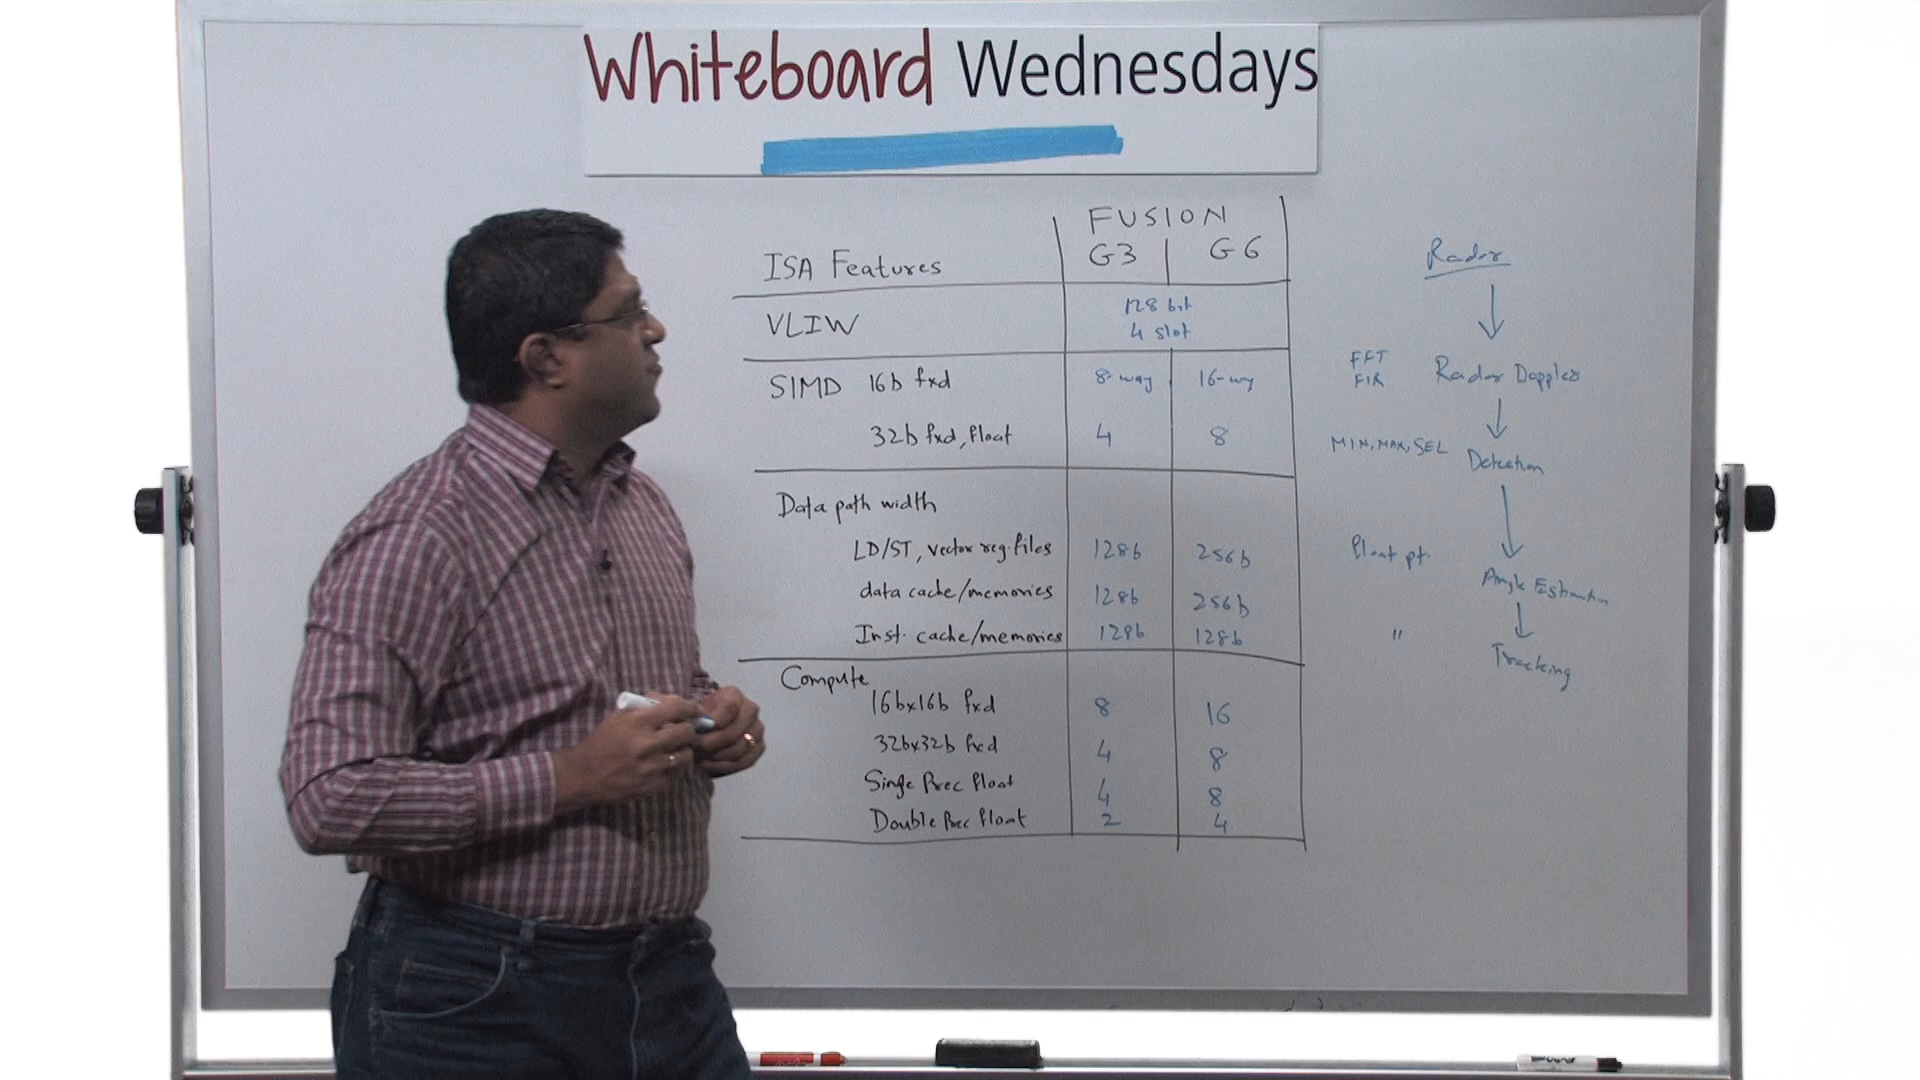 Whiteboard Wednesdays
FUSION
ISA Features G3 G6
VLIW 128 bit
4 slot
SIMD 16b fxd 8-way 16-wy
32b fxd, float 4 8
Data path width
LD/ST, vector reg. files 128b 256b
data cache/memories 128b 256b
Inst. cache/memories 128b 128b
Compute
16bx16b fxd 8 16
32bx32b fxd 4 8
Single Prec float 4 8
Double Prec float 2 4
Radar
FFT
FIR Radar Doppler
MIN, MAX, SEL Detection
Float pt. Angle Estimation
" Tracking